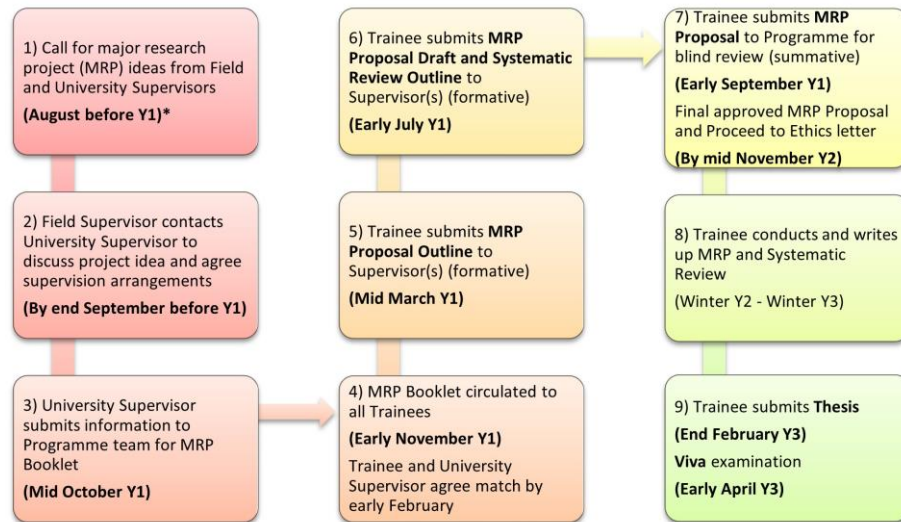 1) Call for major research
project (MRP) ideas from Field
and University Supervisors
(August before Y1)*
2) Field Supervisor contacts
University Supervisor to
discuss project idea and agree
supervision arrangements
(By end September before Y1)
3) University Supervisor
submits information to
Programme team for MRP
Booklet
(Mid October Y1)
4) MRP Booklet circulated to
all Trainees
(Early November Y1)
Trainee and University
Supervisor agree match by
early February
5) Trainee submits MRP
Proposal Outline to
Supervisor(s) (formative)
(Mid March Y1)
6) Trainee submits MRP
Proposal Draft and Systematic
Review Outline to
Supervisor(s) (formative)
(Early July Y1)
7) Trainee submits MRP
Proposal to Programme for
blind review (summative)
(Early September Y1)
Final approved MRP Proposal
and Proceed to Ethics letter
(By mid November Y2)
8) Trainee conducts and writes
up MRP and Systematic
Review
(Winter Y2 - Winter Y3)
9) Trainee submits Thesis
(End February Y3)
Viva examination
(Early April Y3)